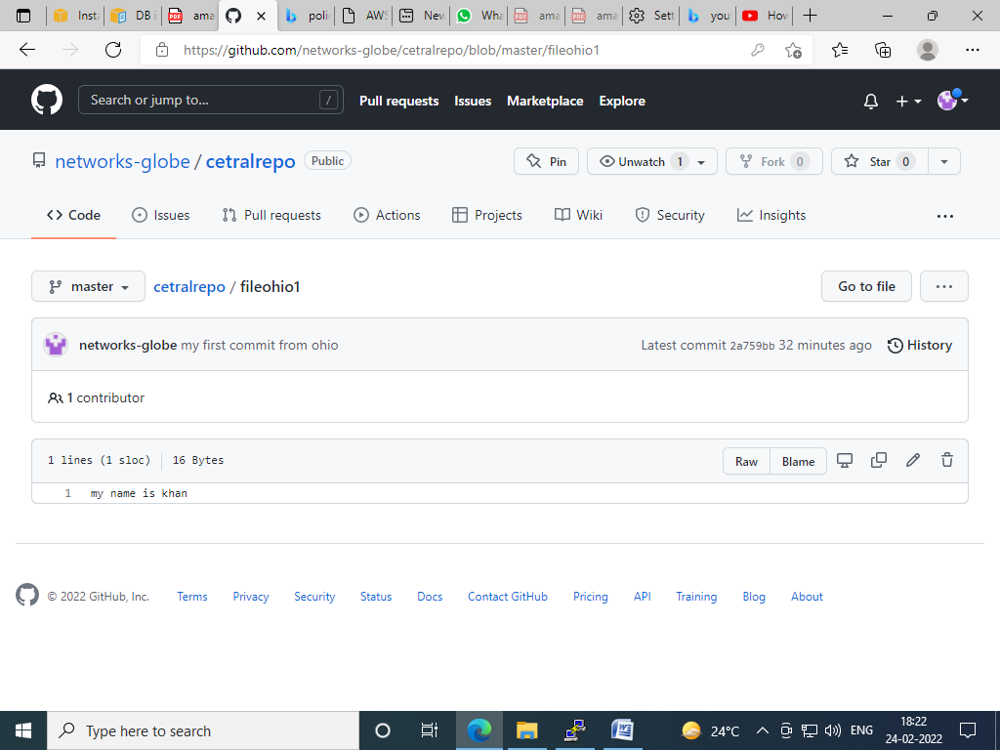 Inst
DB i
ama
poli
AWS
New
Wha
ama
ama
Sett
you
How
https://github.com/networks-globe/cetralrepo/blob/master/fileohio1
Search or jump to... /
Pull requests Issues Marketplace Explore
networks-globe / cetralrepo Public
Pin Unwatch 1 Fork 0 Star 0
Code Issues Pull requests Actions Projects Wiki Security Insights ...
master cetralrepo / fileohio1 Go to file ...
networks-globe my first commit from ohio Latest commit 2a759bb 32 minutes ago History
1 contributor
1 lines (1 sloc) 16 Bytes Raw Blame
1 my name is khan
© 2022 GitHub, Inc. Terms Privacy Security Status Docs Contact GitHub Pricing API Training Blog About
Type here to search 24°C ENG 18:22
24-02-2022